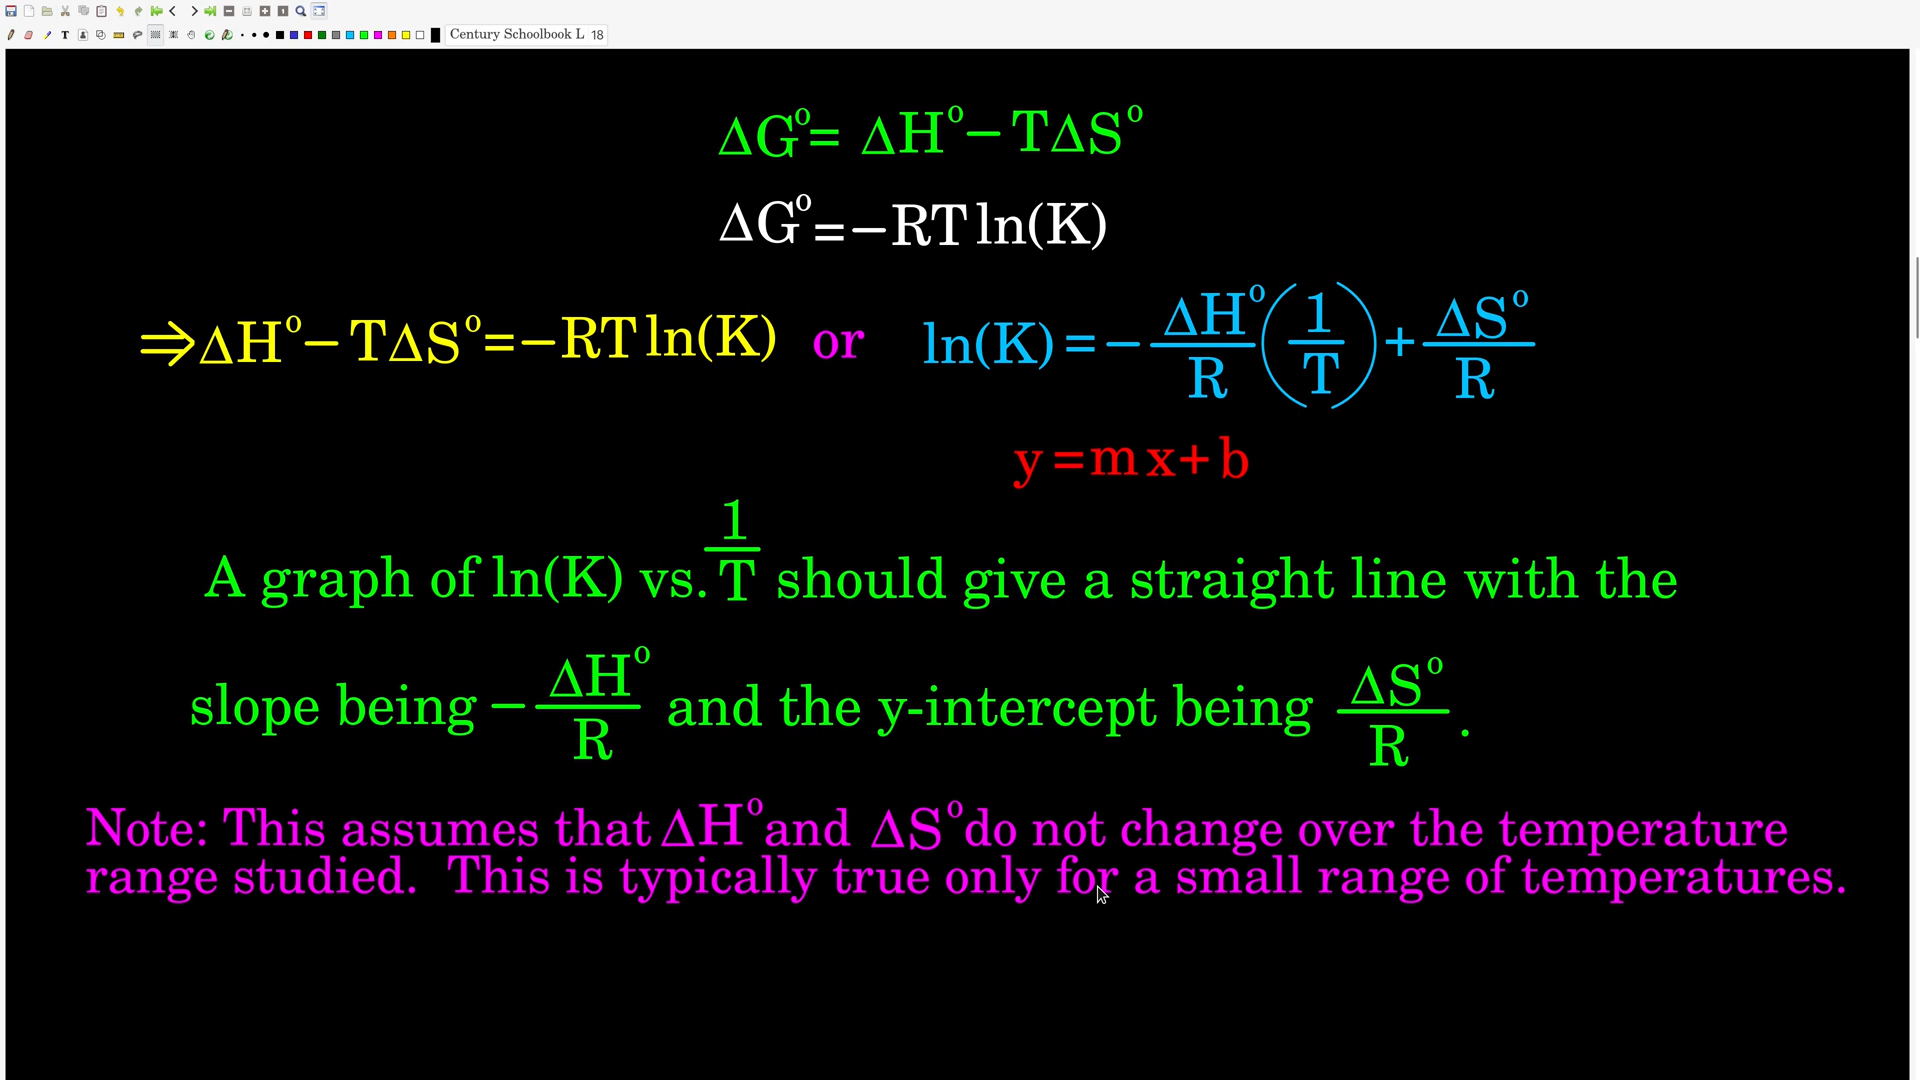 Century Schoolbook L 18
ΔG°= ΔH°−TΔS°
ΔG°=−RT ln(K)
⇒ΔH°−TΔS°=−RT ln(K) or ln(K)=−ΔH°/R(1/T)+ΔS°/R
y=mx+b
A graph of ln(K) vs. 1/T should give a straight line with the
slope being −ΔH°/R and the y-intercept being ΔS°/R.
Note: This assumes that ΔH° and ΔS° do not change over the temperature
range studied. This is typically true only for a small range of temperatures.